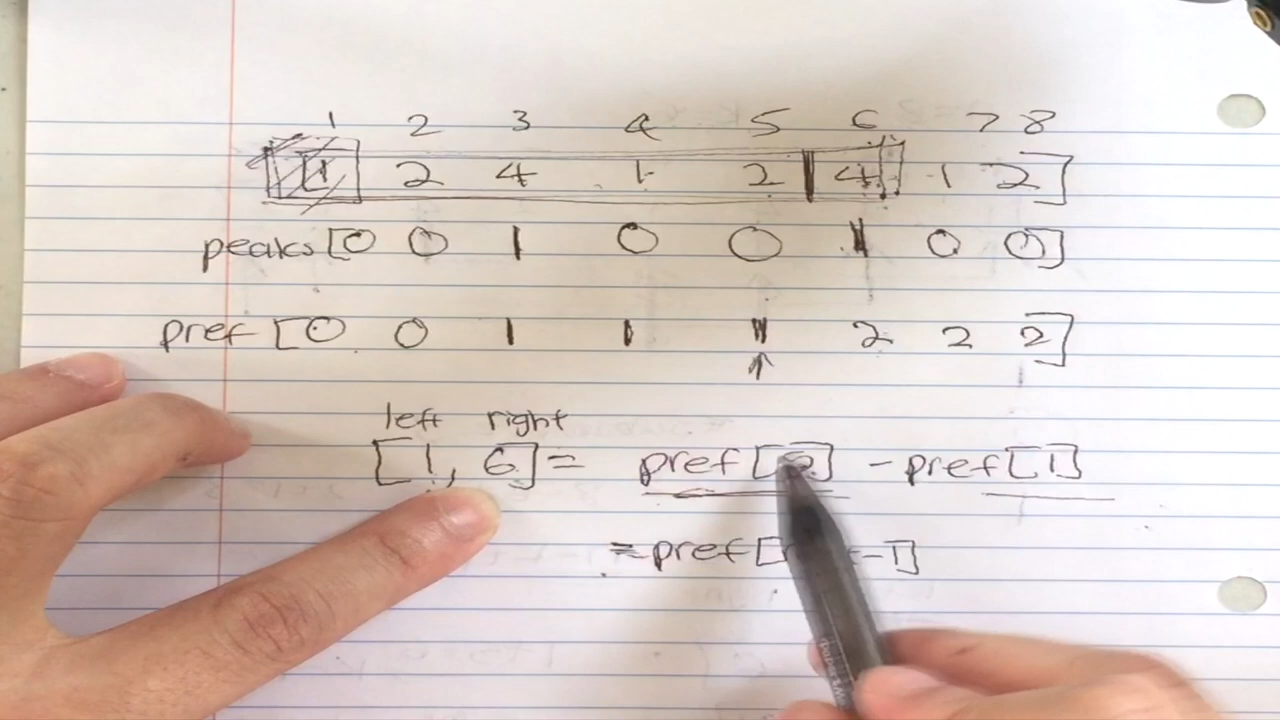 1 2 3 4 5 6 7 8
[1 2 4 1 2 4 1 2]
peaks [0 0 1 0 0 1 0 0]
pref [0 0 1 1 1 2 2 2]
left right
[1, 6] = pref[5] - pref[1]
= pref[ -1]